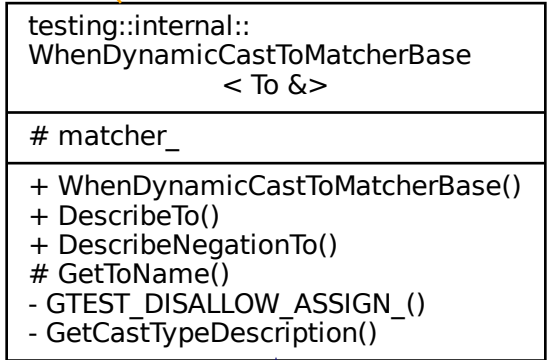 testing::internal::
WhenDynamicCastToMatcherBase
< To &>
# matcher_
+ WhenDynamicCastToMatcherBase()
+ DescribeTo()
+ DescribeNegationTo()
# GetToName()
- GTEST_DISALLOW_ASSIGN_()
- GetCastTypeDescription()